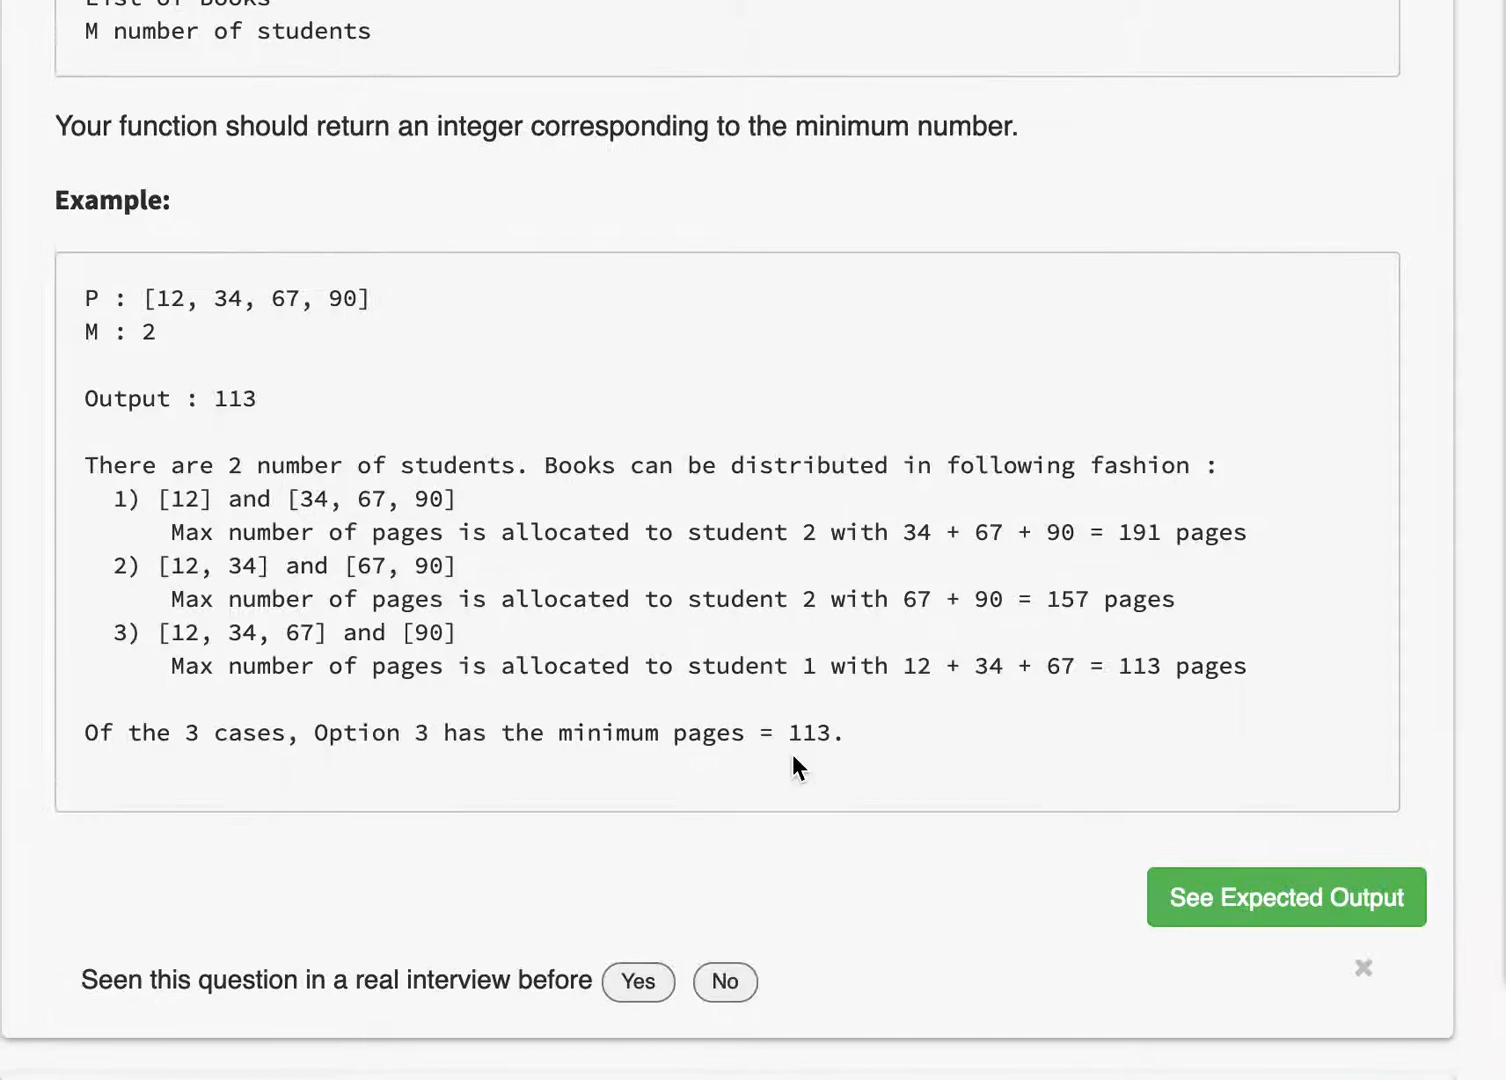 List of Books
M number of students
Your function should return an integer corresponding to the minimum number.
Example:
P : [12, 34, 67, 90]
M : 2
Output : 113
There are 2 number of students. Books can be distributed in following fashion :
1) [12] and [34, 67, 90]
Max number of pages is allocated to student 2 with 34 + 67 + 90 = 191 pages
2) [12, 34] and [67, 90]
Max number of pages is allocated to student 2 with 67 + 90 = 157 pages
3) [12, 34, 67] and [90]
Max number of pages is allocated to student 1 with 12 + 34 + 67 = 113 pages
Of the 3 cases, Option 3 has the minimum pages = 113.
See Expected Output
Seen this question in a real interview before Yes No